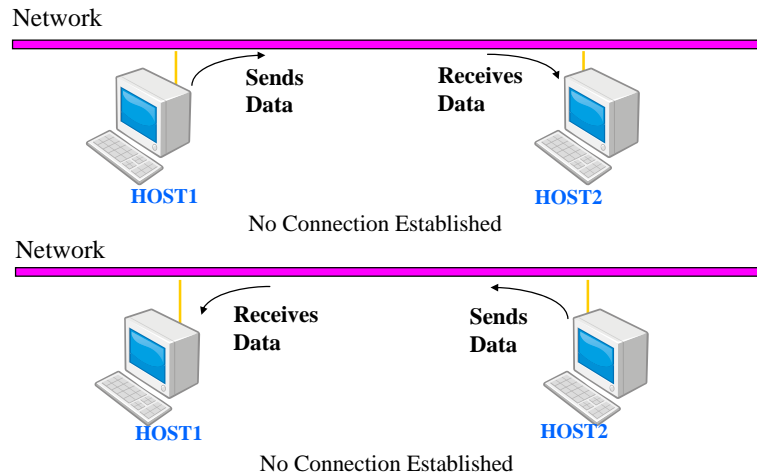 Network
Sends
Data
Receives
Data
HOST1
HOST2
No Connection Established
Network
Receives
Data
Sends
Data
HOST1
HOST2
No Connection Established